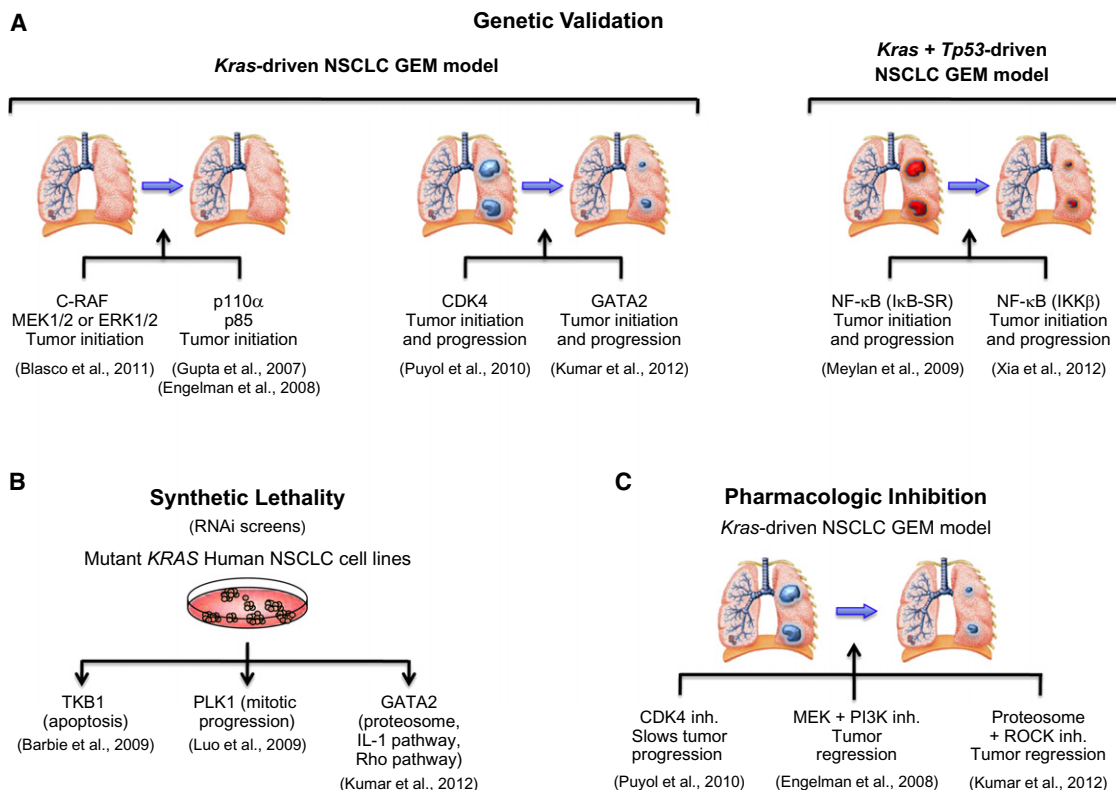 A
Genetic Validation
Kras-driven NSCLC GEM model
Kras + Tp53-driven
NSCLC GEM model
C-RAF
MEK1/2 or ERK1/2
Tumor initiation
(Blasco et al., 2011)
p110α
p85
Tumor initiation
(Gupta et al., 2007)
(Engelman et al., 2008)
CDK4
Tumor initiation
and progression
(Puyol et al., 2010)
GATA2
Tumor initiation
and progression
(Kumar et al., 2012)
NF-κB (IκB-SR)
Tumor initiation
and progression
(Meylan et al., 2009)
NF-κB (IKKβ)
Tumor initiation
and progression
(Xia et al., 2012)
B
Synthetic Lethality
(RNAi screens)
Mutant KRAS Human NSCLC cell lines
TKB1
(apoptosis)
(Barbie et al., 2009)
PLK1 (mitotic
progression)
(Luo et al., 2009)
GATA2
(proteosome,
IL-1 pathway,
Rho pathway)
(Kumar et al., 2012)
C
Pharmacologic Inhibition
Kras-driven NSCLC GEM model
CDK4 inh.
Slows tumor
progression
(Puyol et al., 2010)
MEK + PI3K inh.
Tumor
regression
(Engelman et al., 2008)
Proteosome
+ ROCK inh.
Tumor regression
(Kumar et al., 2012)